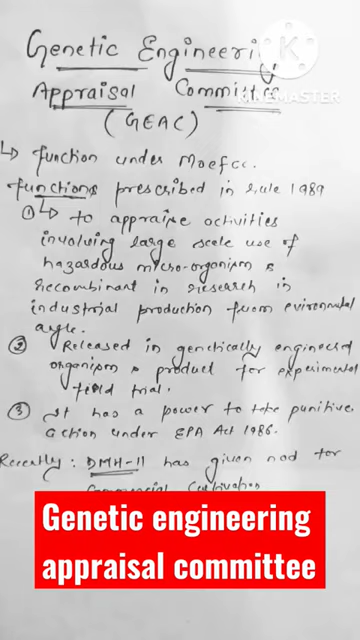 Genetic Engineering
Appraisal Committee
KINEMASTER
(GEAC)
↳ function under MoEFCC.
functions prescribed in rule 1989
① ↳ to appraise activities
involving large scale use of
hazardous micro-organism &
recombinant in research in
industrial production from evironmental
angle.
② Released in genetically engineered
organism & product for experimental
field trial.
③ It has a power to take punitive
action under EPA Act 1986.
Recently: DMH-11 has given nod for
Commercial Cultivation
Genetic engineering
appraisal committee